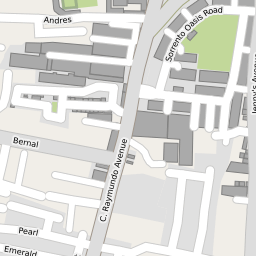 Andres
Sorrento Oasis Road
Jenny's Avenue
Bernal
C. Raymundo Avenue
Pearl
Emerald